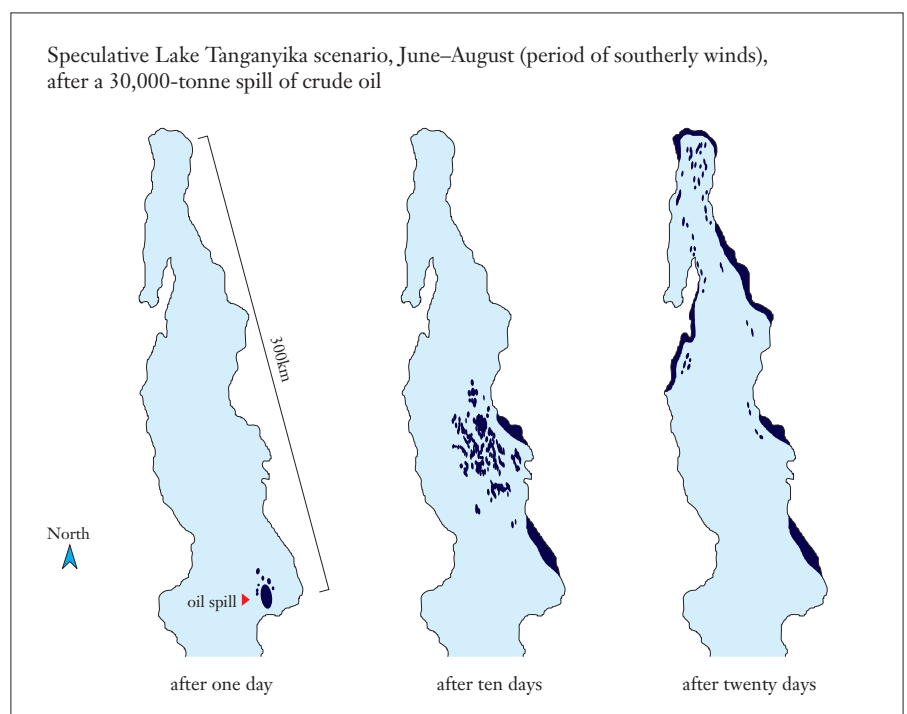 Speculative Lake Tanganyika scenario, June–August (period of southerly winds),
after a 30,000-tonne spill of crude oil
300km
North
oil spill
after one day
after ten days
after twenty days